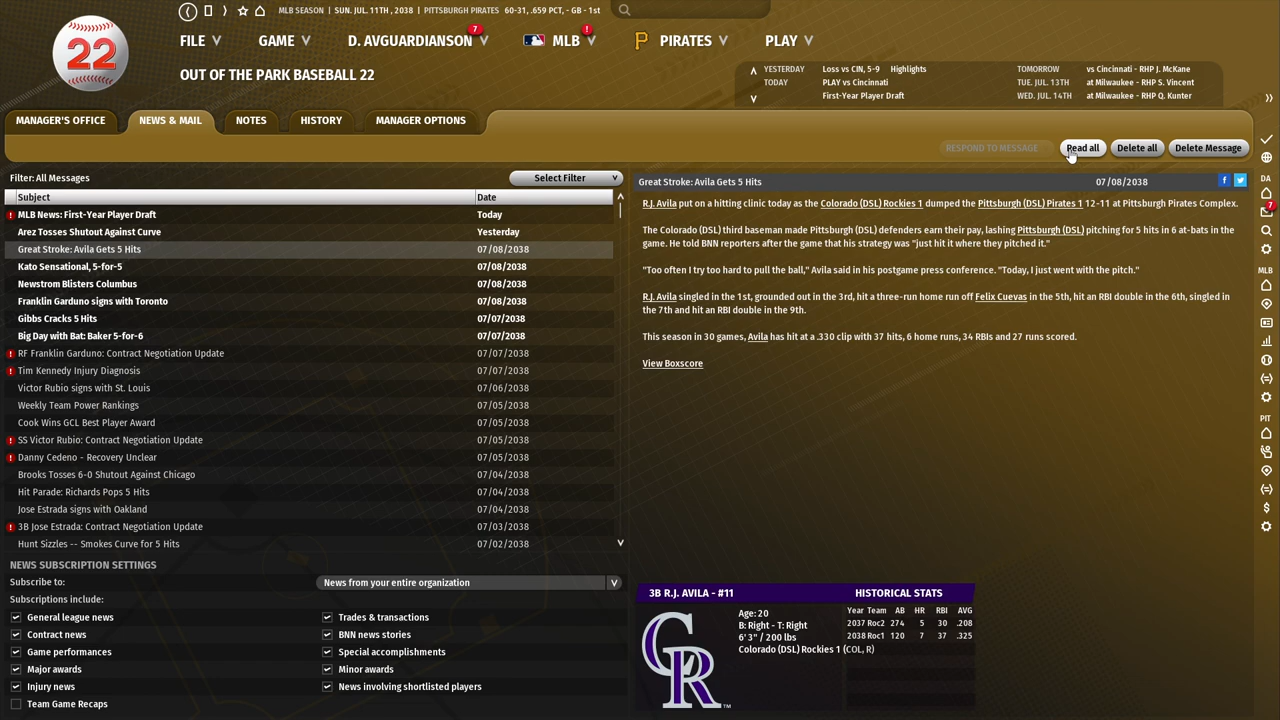 MLB SEASON | SUN. JUL. 11TH , 2038 | PITTSBURGH PIRATES 60-31, .659 PCT, - GB - 1st
22
FILE GAME D. AVGUARDIANSON 7 MLB ! P PIRATES PLAY
OUT OF THE PARK BASEBALL 22
YESTERDAY Loss vs CIN, 5-9 Highlights TOMORROW vs Cincinnati - RHP J. McKane
TODAY PLAY vs Cincinnati TUE. JUL. 13TH at Milwaukee - RHP S. Vincent
First-Year Player Draft WED. JUL. 14TH at Milwaukee - RHP Q. Kunter
MANAGER'S OFFICE NEWS & MAIL NOTES HISTORY MANAGER OPTIONS
RESPOND TO MESSAGE Read all Delete all Delete Message
Filter: All Messages Select Filter
Subject Date
! MLB News: First-Year Player Draft Today
Arez Tosses Shutout Against Curve Yesterday
Great Stroke: Avila Gets 5 Hits 07/08/2038
Kato Sensational, 5-for-5 07/08/2038
Newstrom Blisters Columbus 07/08/2038
Franklin Garduno signs with Toronto 07/08/2038
Gibbs Cracks 5 Hits 07/07/2038
Big Day with Bat: Baker 5-for-6 07/07/2038
! RF Franklin Garduno: Contract Negotiation Update 07/07/2038
! Tim Kennedy Injury Diagnosis 07/07/2038
Victor Rubio signs with St. Louis 07/06/2038
Weekly Team Power Rankings 07/05/2038
Cook Wins GCL Best Player Award 07/05/2038
! SS Victor Rubio: Contract Negotiation Update 07/05/2038
! Danny Cedeno - Recovery Unclear 07/05/2038
Brooks Tosses 6-0 Shutout Against Chicago 07/04/2038
Hit Parade: Richards Pops 5 Hits 07/04/2038
Jose Estrada signs with Oakland 07/04/2038
! 3B Jose Estrada: Contract Negotiation Update 07/03/2038
Hunt Sizzles -- Smokes Curve for 5 Hits 07/02/2038
NEWS SUBSCRIPTION SETTINGS
Subscribe to: News from your entire organization
Subscriptions include:
General league news Trades & transactions
Contract news BNN news stories
Game performances Special accomplishments
Major awards Minor awards
Injury news News involving shortlisted players
Team Game Recaps
Great Stroke: Avila Gets 5 Hits 07/08/2038 f
R.J. Avila put on a hitting clinic today as the Colorado (DSL) Rockies 1 dumped the Pittsburgh (DSL) Pirates 1 12-11 at Pittsburgh Pirates Complex.
The Colorado (DSL) third baseman made Pittsburgh (DSL) defenders earn their pay, lashing Pittsburgh (DSL) pitching for 5 hits in 6 at-bats in the
game. He told BNN reporters after the game that his strategy was "just hit it where they pitched it."
"Too often I try too hard to pull the ball," Avila said in his postgame press conference. "Today, I just went with the pitch."
R.J. Avila singled in the 1st, grounded out in the 3rd, hit a three-run home run off Felix Cuevas in the 5th, hit an RBI double in the 6th, singled in
the 7th and hit an RBI double in the 9th.
This season in 30 games, Avila has hit at a .330 clip with 37 hits, 6 home runs, 34 RBIs and 27 runs scored.
View Boxscore
3B R.J. AVILA - #11 HISTORICAL STATS
CR TM
Age: 20
B: Right - T: Right
6' 3" / 200 lbs
Colorado (DSL) Rockies 1 (COL, R)
Year Team AB HR RBI AVG
2037 Roc2 274 5 30 .208
2038 Roc1 120 7 37 .325
DA
7
MLB
PIT
$